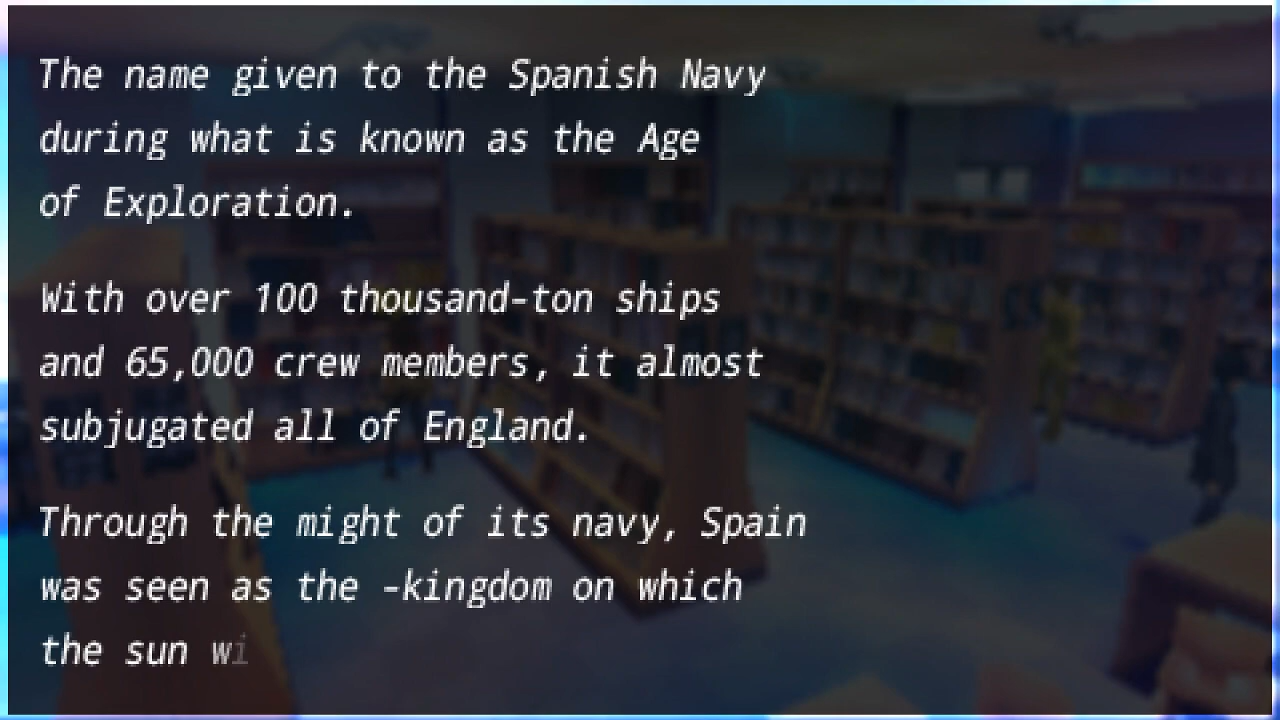 The name given to the Spanish Navy
during what is known as the Age
of Exploration.
With over 100 thousand-ton ships
and 65,000 crew members, it almost
subjugated all of England.
Through the might of its navy, Spain
was seen as the -kingdom on which
the sun wi